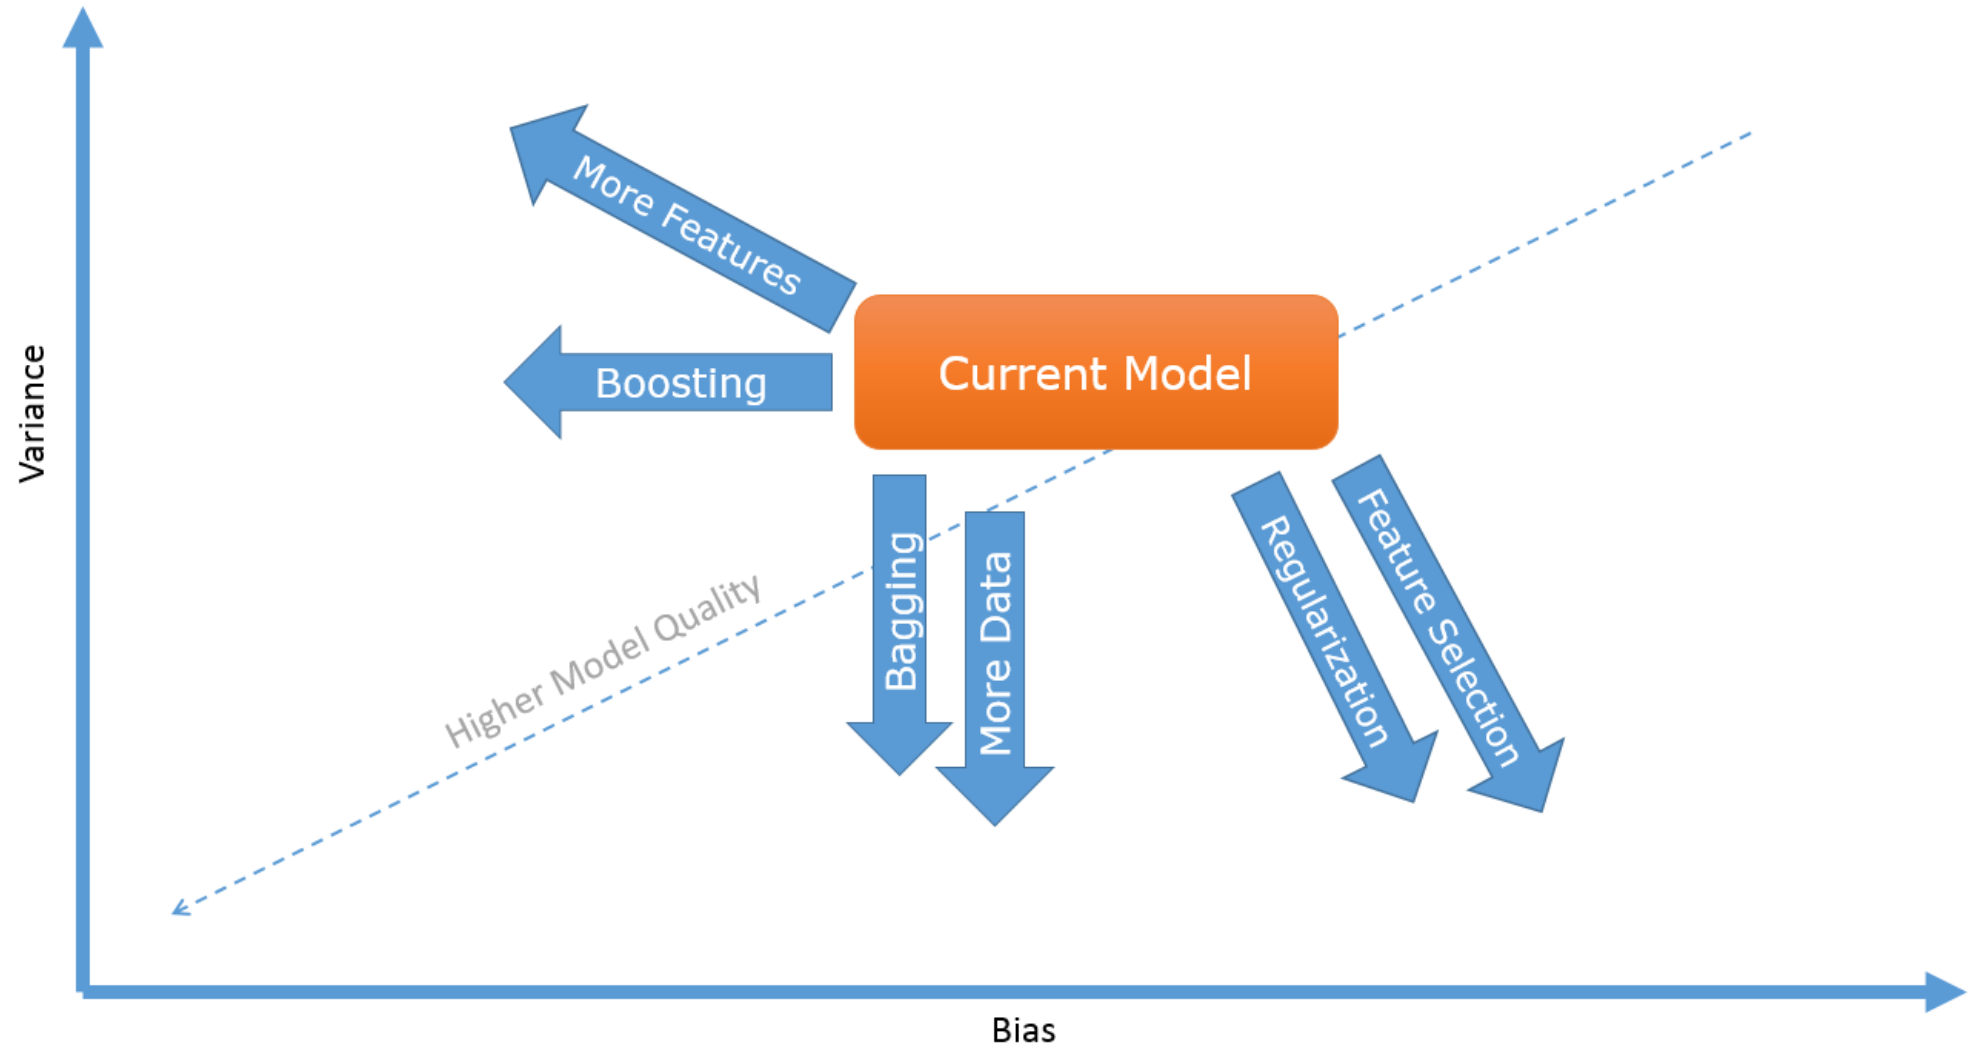 More Features
Current Model
Boosting
Variance
Bagging
More Data
Regularization
Feature Selection
Higher Model Quality
Bias